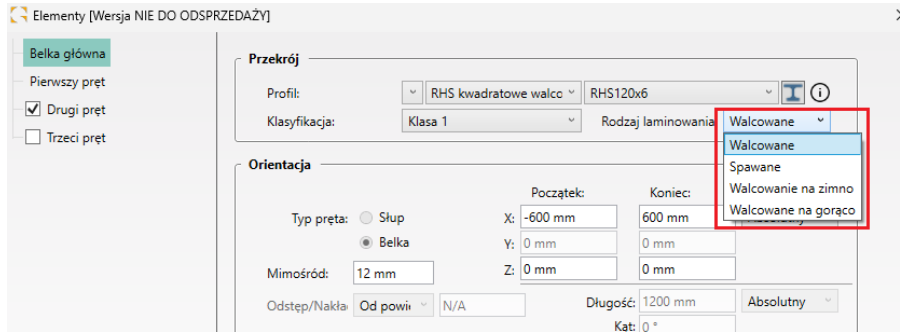 Elementy [Wersja NIE DO ODSPRZEDAŻY]
Belka główna
Pierwszy pręt
Drugi pręt
Trzeci pręt
Przekrój
Profil: RHS kwadratowe walco RHS120x6
Klasyfikacja: Klasa 1 Rodzaj laminowania Walcowane
Walcowane
Spawane
Walcowanie na zimno
Walcowane na gorąco
Orientacja
Początek: Koniec:
Typ pręta: Słup X: -600 mm 600 mm
Belka Y: 0 mm 0 mm
Mimośród: 12 mm Z: 0 mm 0 mm
Odstęp/Nakła Od powi N/A Długość: 1200 mm Absolutny
Kąt: 0 °